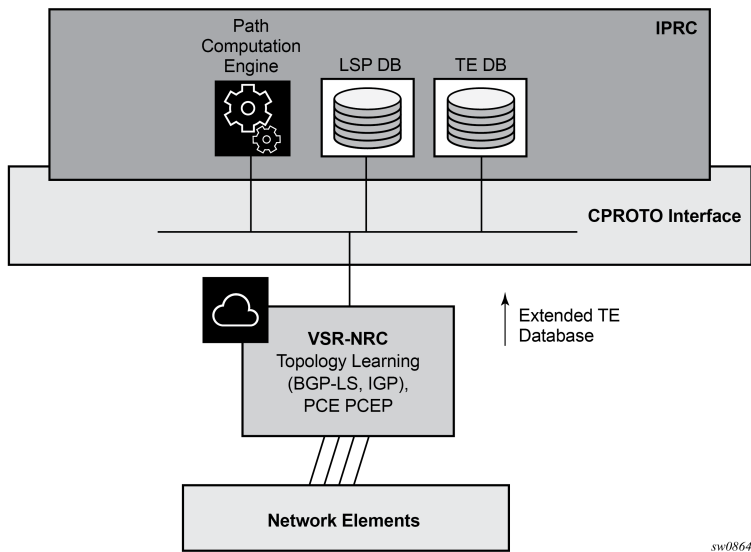 Path
Computation
Engine
LSP DB
TE DB
IPRC
CPROTO Interface
VSR-NRC
Topology Learning
(BGP-LS, IGP),
PCE PCEP
Extended TE
Database
Network Elements
sw0864